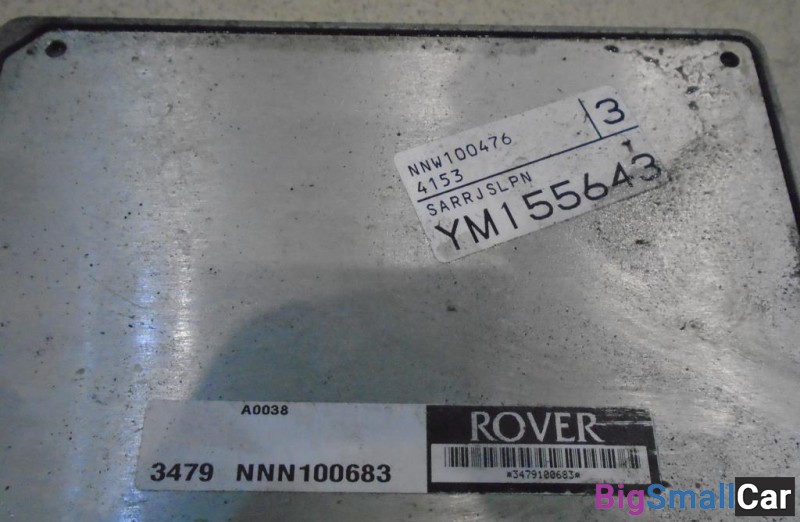 NNW100476
3
4153
SARRJSLPN
YM155643
A0038
3479 NNN100683
ROVER
*3479100683*
BigSmallCar